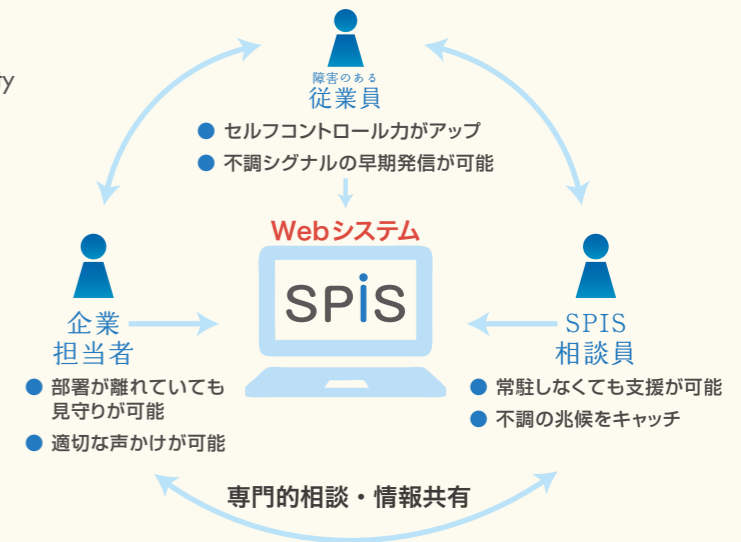 ty
障害のある
従業員
● セルフコントロール力がアップ
● 不調シグナルの早期発信が可能
Webシステム
SPiS
企業
担当者
● 部署が離れていても
見守りが可能
● 適切な声かけが可能
SPIS
相談員
● 常駐しなくても支援が可能
● 不調の兆候をキャッチ
専門的相談・情報共有